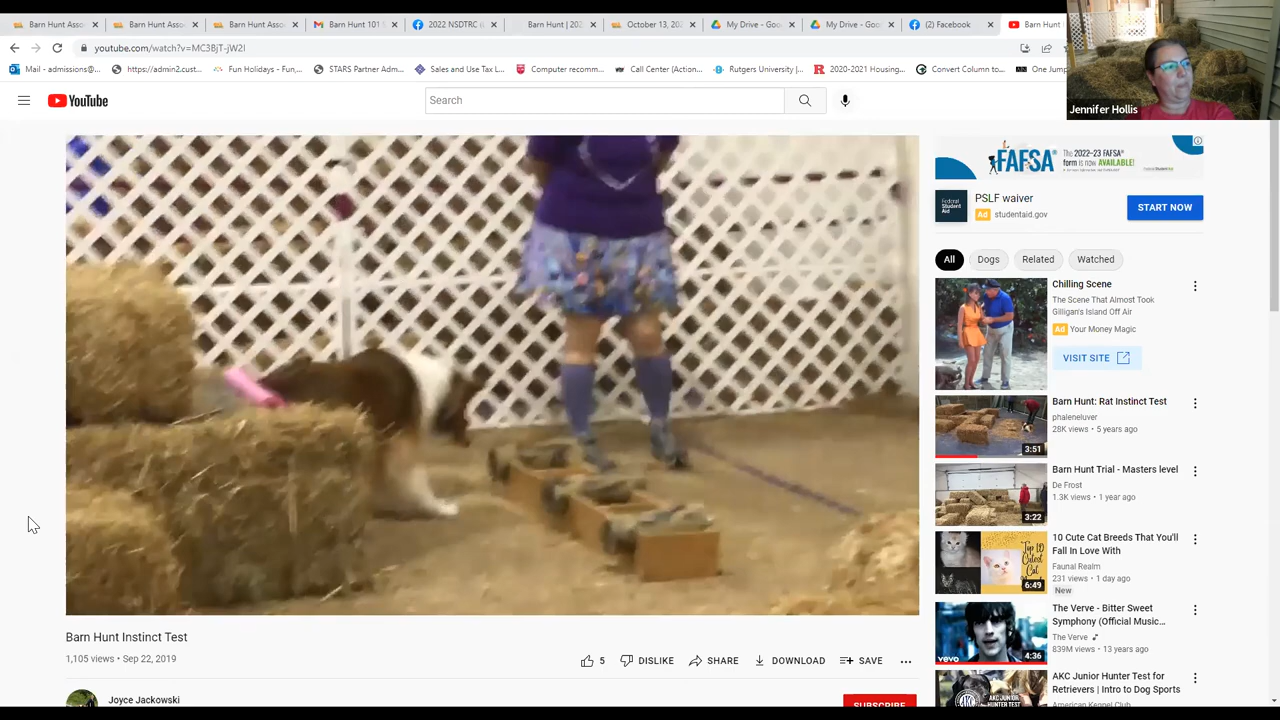 Barn Hunt Asso
Barn Hunt Asso
Barn Hunt Asso
Barn Hunt 101
2022 NSDTRC
Barn Hunt | 202
October 13, 202
My Drive - Goo
My Drive - Goo
(2) Facebook
Barn Hunt
youtube.com/watch?v=MC3BjT-jW2I
Mail - admissions@...
https://admin2.cust...
Fun Holidays - Fun,...
STARS Partner Adm...
Sales and Use Tax L...
Computer recomm...
Call Center (Action...
Rutgers University |...
2020-2021 Housing...
Convert Column to...
One Jump
Jennifer Hollis
YouTube
Search
FAFSA
The 2022–23 FAFSA®
form is now AVAILABLE!
Federal
Student
Aid
PSLF waiver
Ad studentaid.gov
START NOW
All
Dogs
Related
Watched
Chilling Scene
The Scene That Almost Took
Gilligan's Island Off Air
Ad Your Money Magic
VISIT SITE
Barn Hunt: Rat Instinct Test
phaleneluver
28K views • 5 years ago
3:51
Barn Hunt Trial - Masters level
De Frost
1.3K views • 1 year ago
3:22
10 Cute Cat Breeds That You'll
Fall In Love With
Faunal Realm
231 views • 1 day ago
New
Top 10
Cutest
Cat
6:49
The Verve - Bitter Sweet
Symphony (Official Music...
The Verve
839M views • 13 years ago
vevo
4:36
AKC Junior Hunter Test for
Retrievers | Intro to Dog Sports
American Kennel Club
AKC JUNIOR
HUNTER TEST
Barn Hunt Instinct Test
1,105 views • Sep 22, 2019
5
DISLIKE
SHARE
DOWNLOAD
SAVE
Joyce Jackowski
SUBSCRIBE